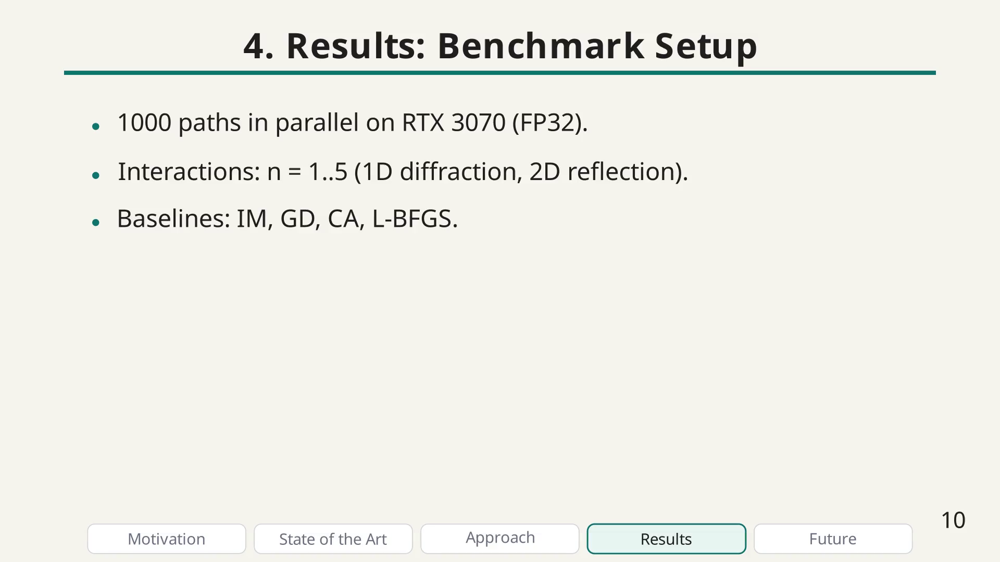 4. Results: Benchmark Setup
• 1000 paths in parallel on RTX 3070 (FP32).
• Interactions: n = 1..5 (1D diffraction, 2D reflection).
• Baselines: IM, GD, CA, L-BFGS.
10
Motivation
State of the Art
Approach
Results
Future